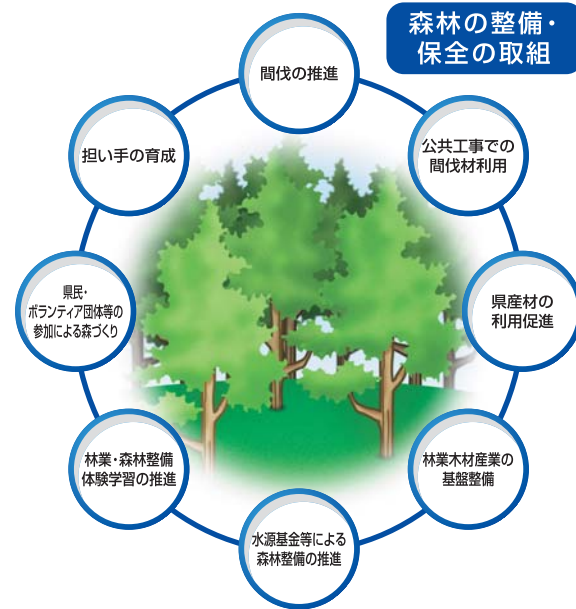 森林の整備・
保全の取組
間伐の推進
公共工事での
間伐材利用
県産材の
利用促進
林業木材産業の
基盤整備
水源基金等による
森林整備の推進
林業・森林整備
体験学習の推進
県民・
ボランティア団体等の
参加による森づくり
担い手の育成